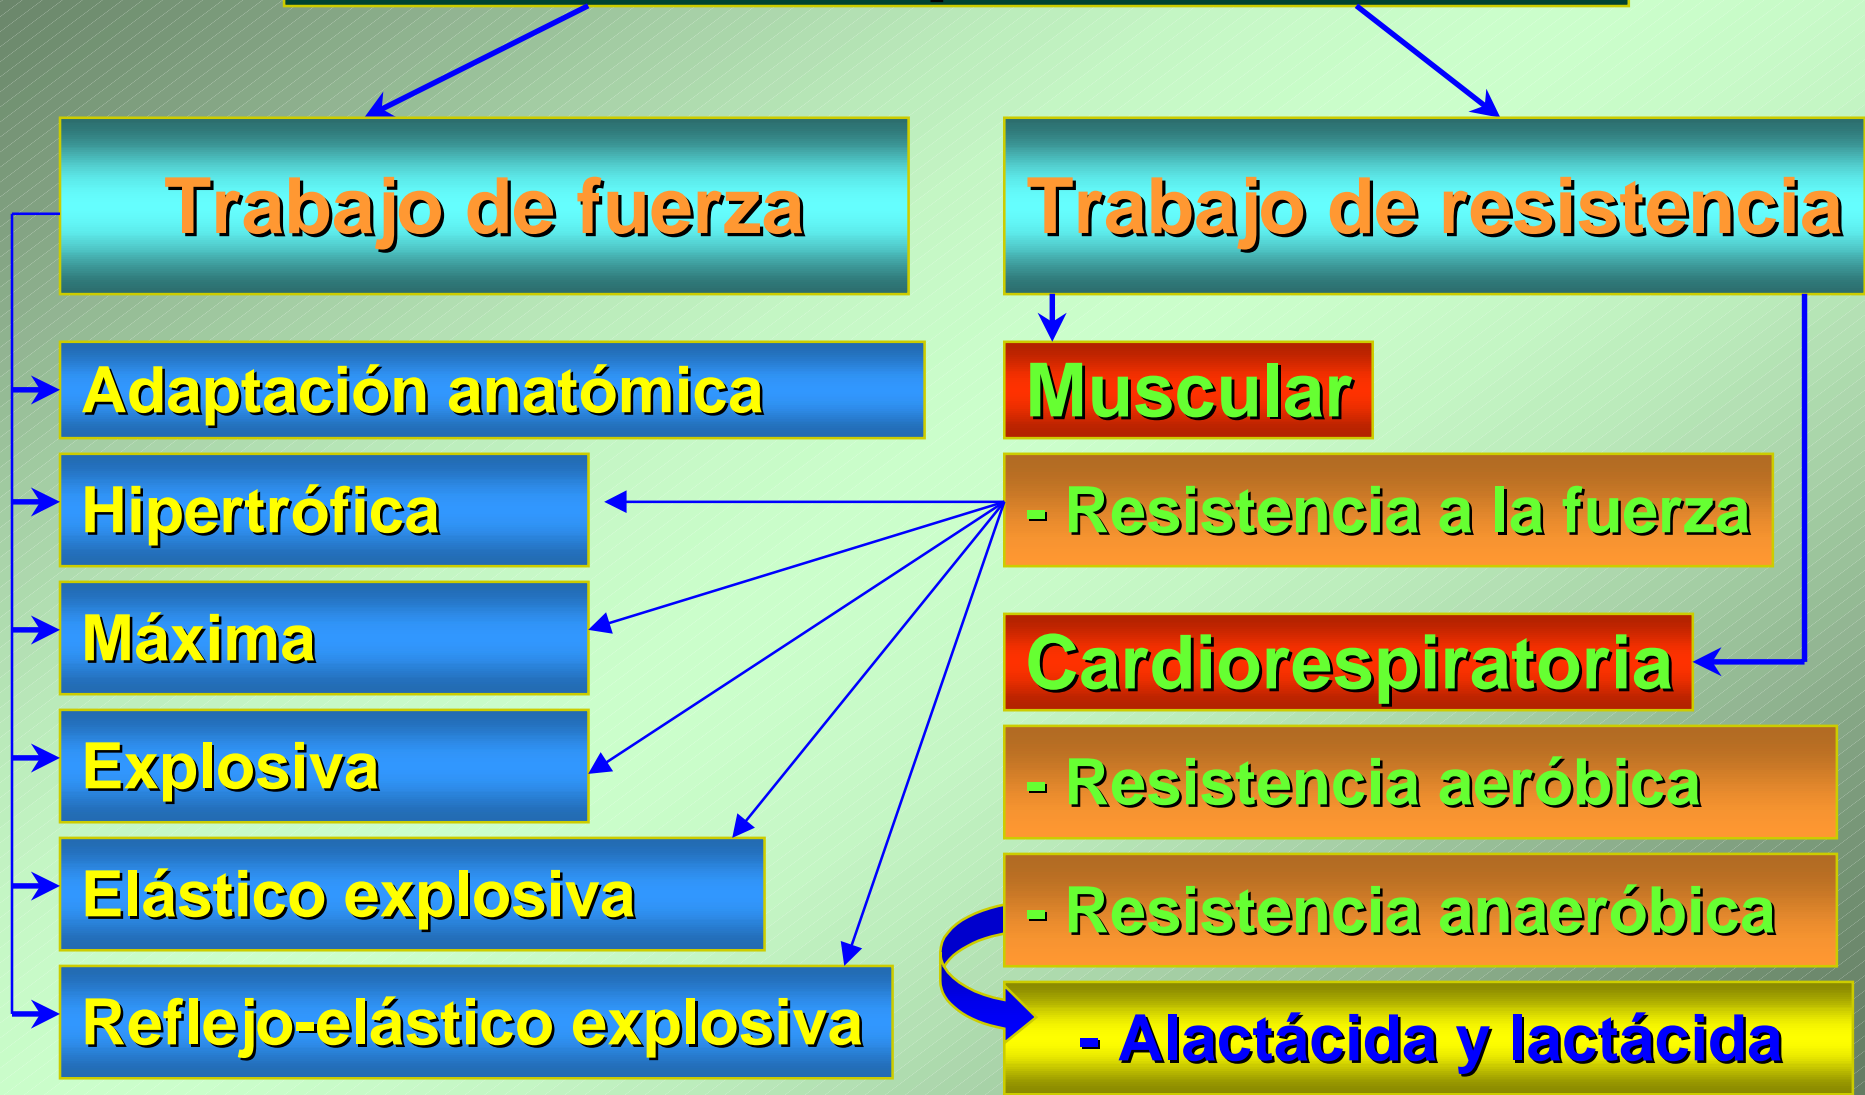 Trabajo de fuerza
Adaptación anatómica
Hipertrófica
Máxima
Explosiva
Elástico explosiva
Reflejo-elástico explosiva
Trabajo de resistencia
Muscular
- Resistencia a la fuerza
Cardiorespiratoria
- Resistencia aeróbica
- Resistencia anaeróbica
- Alactácida y lactácida